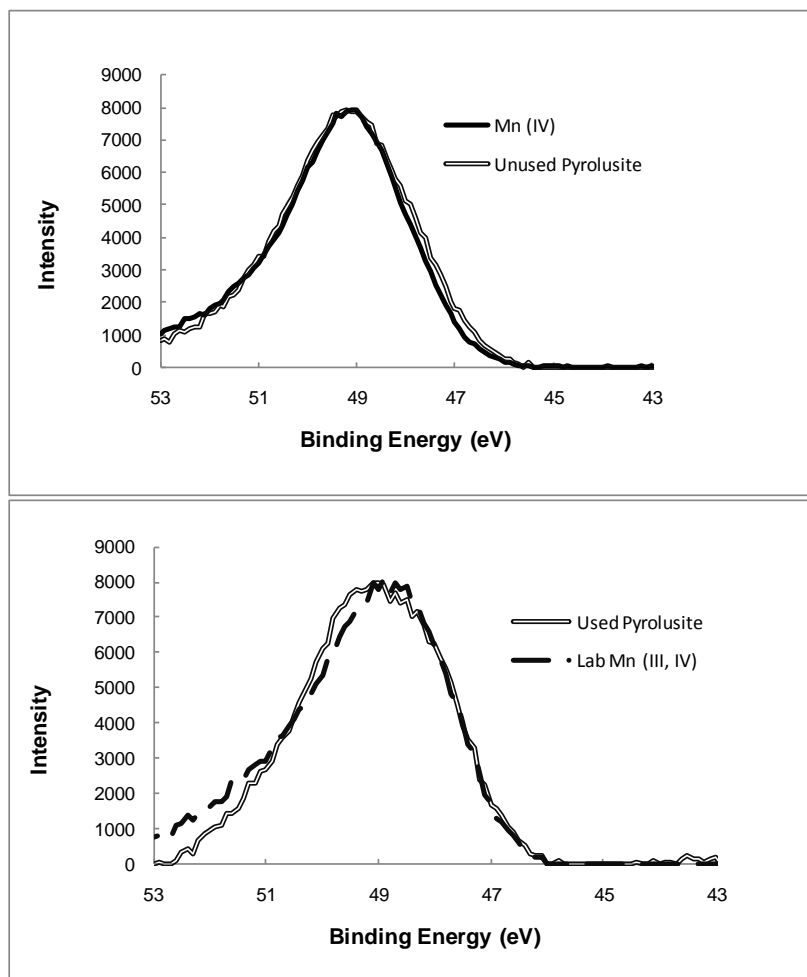 9000
8000
7000
6000
5000
4000
3000
2000
1000
0
Intensity
Mn (IV)
Unused Pyrolusite
53 51 49 47 45 43
Binding Energy (eV)
9000
8000
7000
6000
5000
4000
3000
2000
1000
0
Intensity
Used Pyrolusite
Lab Mn (III, IV)
53 51 49 47 45 43
Binding Energy (eV)